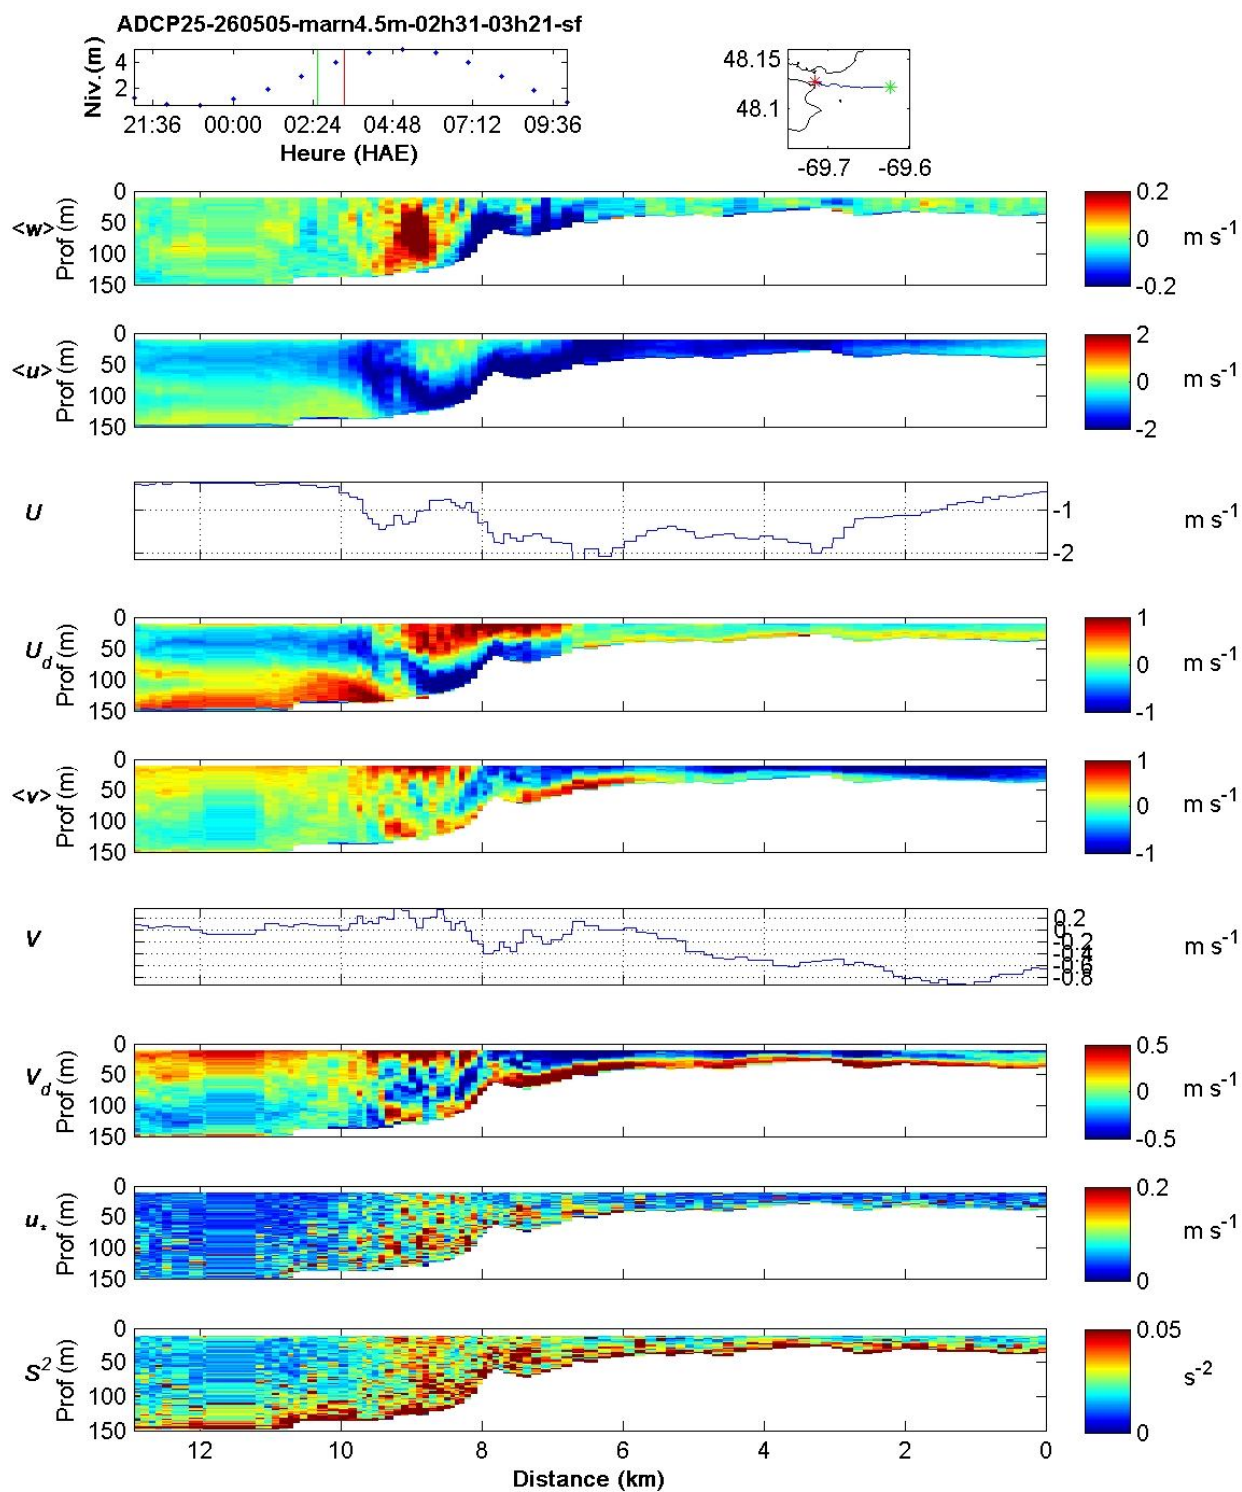 ADCP25-260505-marn4.5m-02h31-03h21-sf
Niv.(m)
4
2
21:36 00:00 02:24 04:48 07:12 09:36
Heure (HAE)
48.15
48.1
-69.7 -69.6
<w>
Prof (m)
0
50
100
150
0.2
0
-0.2
m s-1
<u>
Prof (m)
0
50
100
150
2
0
-2
m s-1
U
-1
-2
m s-1
Ud
Prof (m)
0
50
100
150
1
0
-1
m s-1
<v>
Prof (m)
0
50
100
150
1
0
-1
m s-1
V
0.2
0
-0.2
-0.4
-0.6
-0.8
m s-1
Vd
Prof (m)
0
50
100
150
0.5
0
-0.5
m s-1
u*
Prof (m)
0
50
100
150
0.2
0
m s-1
S2
Prof (m)
0
50
100
150
0.05
0
s-2
12 10 8 6 4 2 0
Distance (km)